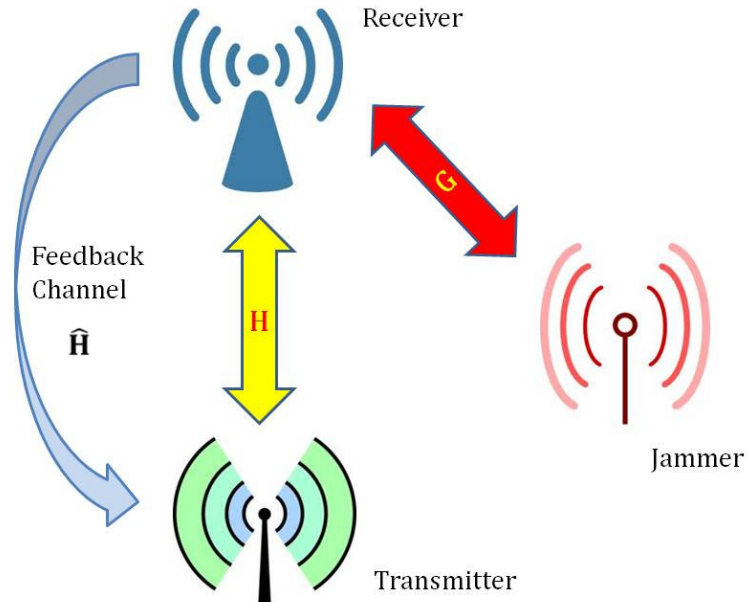 Receiver
G
Feedback
Channel
Ĥ
H
Jammer
Transmitter